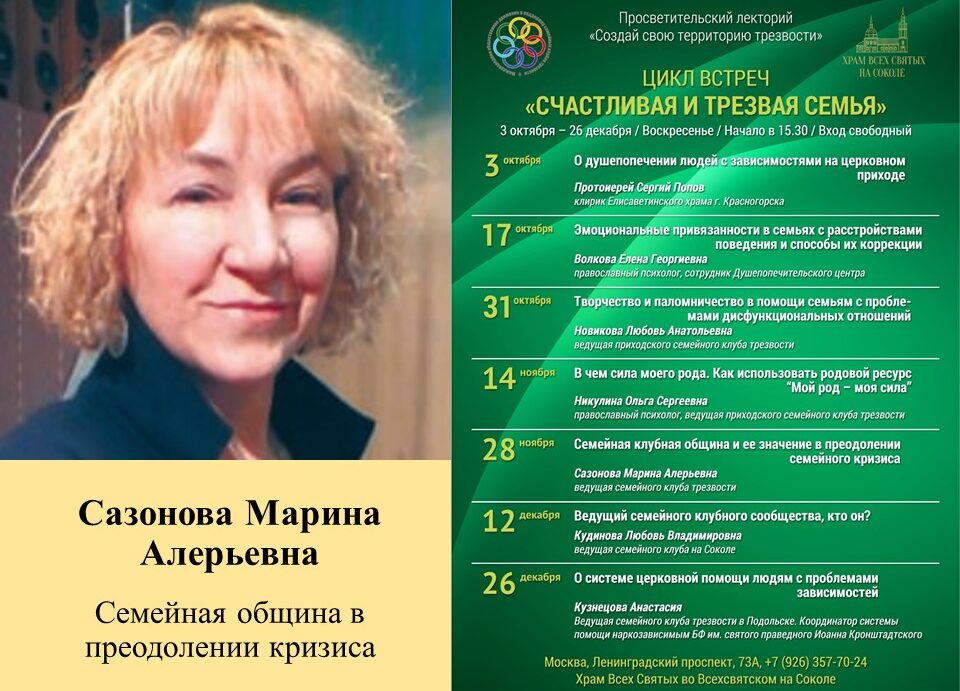 Сазонова Марина
Алерьевна
Семейная община в
преодолении кризиса
Просветительский лекторий
«Создай свою территорию трезвости»
ХРАМ ВСЕХ СВЯТЫХ
НА СОКОЛЕ
ЦИКЛ ВСТРЕЧ
«СЧАСТЛИВАЯ И ТРЕЗВАЯ СЕМЬЯ»
3 октября – 26 декабря / Воскресенье / Начало в 15.30 / Вход свободный
3 октября
О душепопечении людей с зависимостями на церковном
приходе
Протоиерей Сергий Попов
клирик Елисаветинского храма г. Красногорска
17 октября
Эмоциональные привязанности в семьях с расстройствами
поведения и способы их коррекции
Волкова Елена Георгиевна
православный психолог, сотрудник Душепопечительского центра
31 октября
Творчество и паломничество в помощи семьям с пробле-
мами дисфункциональных отношений
Новикова Любовь Анатольевна
ведущая приходского семейного клуба трезвости
14 ноября
В чем сила моего рода. Как использовать родовой ресурс
“Мой род – моя сила”
Никулина Ольга Сергеевна
православный психолог, ведущая приходского семейного клуба трезвости
28 ноября
Семейная клубная община и ее значение в преодолении
семейного кризиса
Сазонова Марина Алерьевна
ведущая семейного клуба трезвости
12 декабря
Ведущий семейного клубного сообщества, кто он?
Кудинова Любовь Владимировна
ведущая семейного клуба на Соколе
26 декабря
О системе церковной помощи людям с проблемами
зависимостей
Кузнецова Анастасия
Ведущая семейного клуба трезвости в Подольске. Координатор системы
помощи наркозависимым БФ им. святого праведного Иоанна Кронштадтского
Москва, Ленинградский проспект, 73А, +7 (926) 357-70-24
Храм Всех Святых во Всехсвятском на Соколе